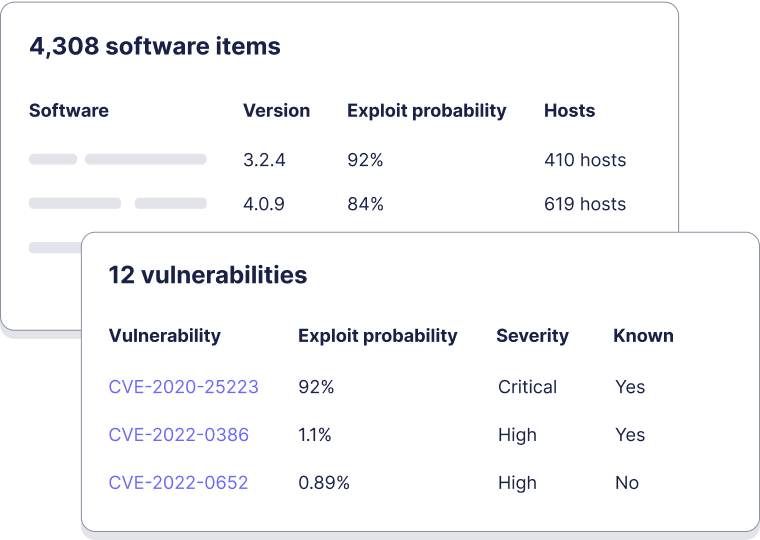 4,308 software items
Software Version Exploit probability Hosts
3.2.4 92% 410 hosts
4.0.9 84% 619 hosts
12 vulnerabilities
Vulnerability Exploit probability Severity Known
CVE-2020-25223 92% Critical Yes
CVE-2022-0386 1.1% High Yes
CVE-2022-0652 0.89% High No